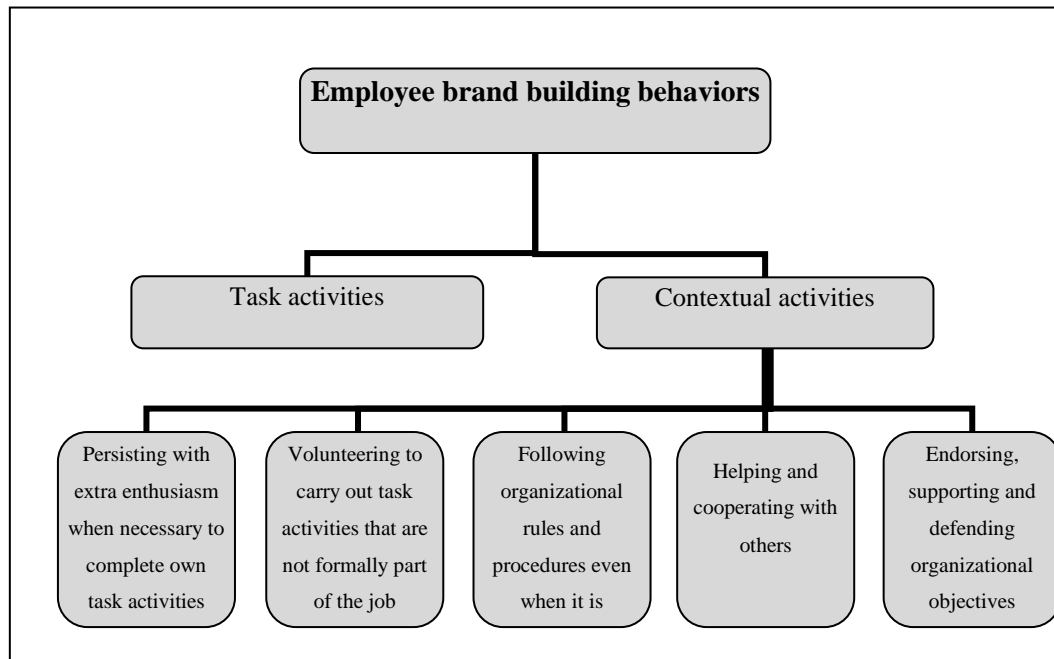 Employee brand building behaviors
Task activities
Contextual activities
Persisting with
extra enthusiasm
when necessary to
complete own
task activities
Volunteering to
carry out task
activities that are
not formally part
of the job
Following
organizational
rules and
procedures even
when it is
Helping and
cooperating with
others
Endorsing,
supporting and
defending
organizational
objectives